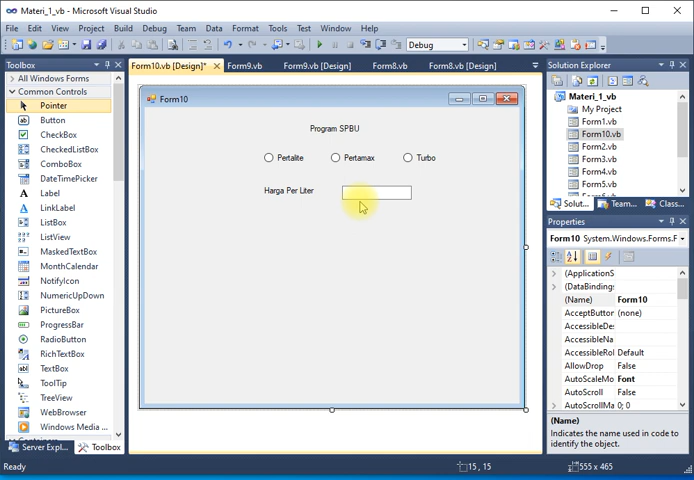 Materi_1_vb - Microsoft Visual Studio
File Edit View Project Build Debug Team Data Format Tools Test Window Help
Debug
Toolbox
All Windows Forms
Common Controls
Pointer
Button
CheckBox
CheckedListBox
ComboBox
DateTimePicker
Label
LinkLabel
ListBox
ListView
MaskedTextBox
MonthCalendar
NotifyIcon
NumericUpDown
PictureBox
ProgressBar
RadioButton
RichTextBox
TextBox
ToolTip
TreeView
WebBrowser
Windows Media ...
Server Expl... Toolbox
Form10.vb [Design]* Form9.vb Form9.vb [Design] Form8.vb Form8.vb [Design]
Form10
Program SPBU
Pertalite Pertamax Turbo
Harga Per Liter
Solution Explorer
Materi_1_vb
My Project
Form1.vb
Form10.vb
Form2.vb
Form3.vb
Form4.vb
Form5.vb
Solut... Team... Class...
Properties
Form10 System.Windows.Forms.F
(ApplicationS
(DataBindings
(Name) Form10
AcceptButton (none)
AccessibleDes
AccessibleNa
AccessibleRol Default
AllowDrop False
AutoScaleMo Font
AutoScroll False
AutoScrollMa 0; 0
(Name)
Indicates the name used in code to
identify the object.
Ready 15 , 15 555 x 465